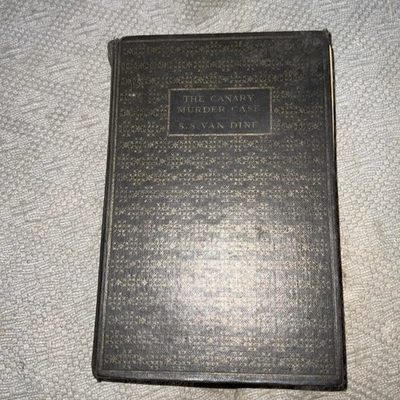 THE CANARY
MURDER CASE
S.S. VAN DINE